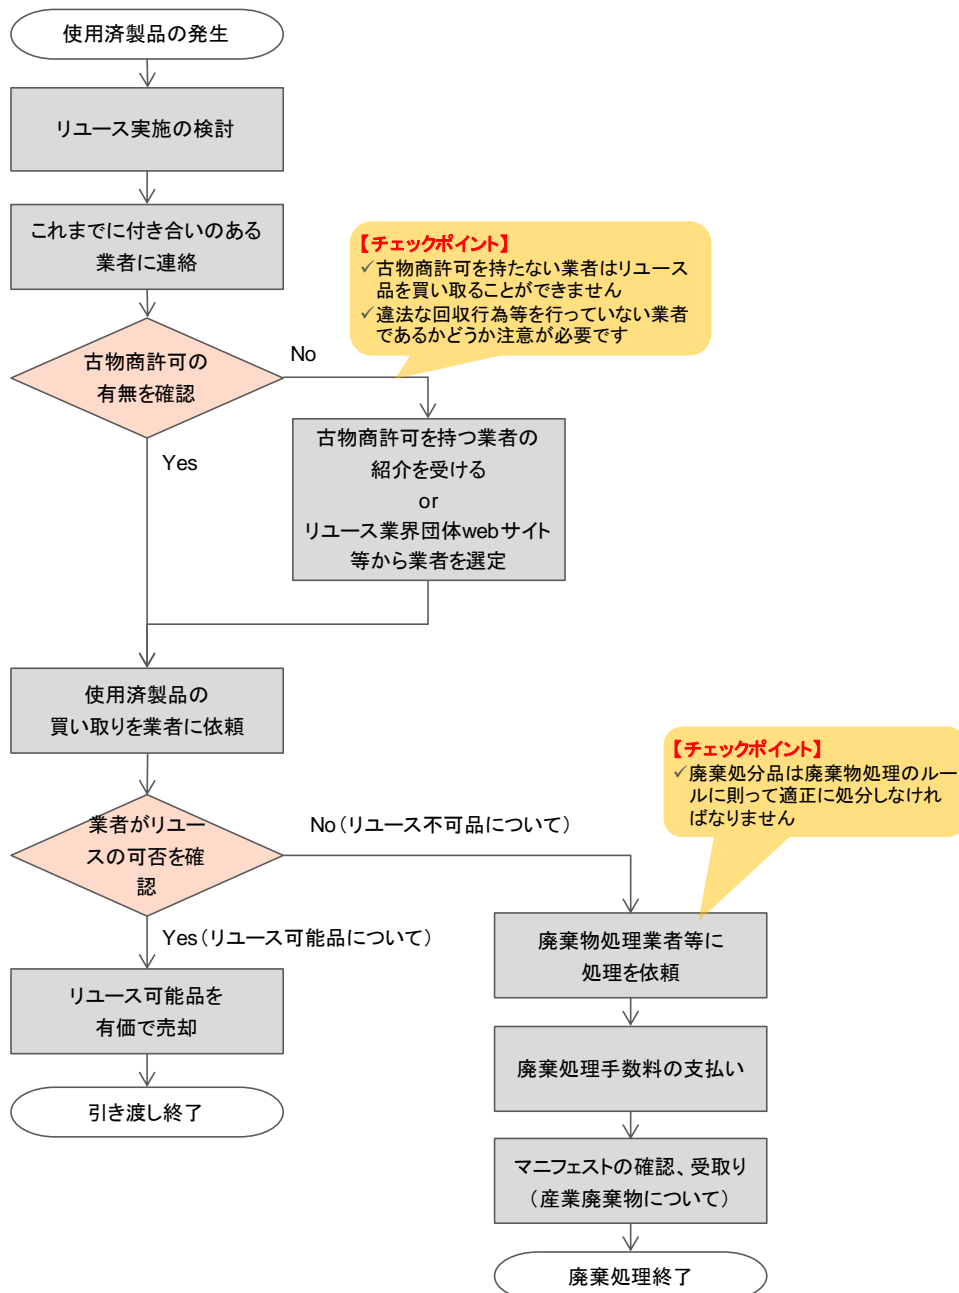 使用済製品の発生
リユース実施の検討
これまでに付き合いのある
業者に連絡
【チェックポイント】
✓古物商許可を持たない業者はリユース
品を買い取ることができません
✓違法な回収行為等を行っていない業者
であるかどうか注意が必要です
古物商許可の
有無を確認
No
Yes
古物商許可を持つ業者の
紹介を受ける
or
リユース業界団体webサイト
等から業者を選定
使用済製品の
買い取りを業者に依頼
【チェックポイント】
✓廃棄処分品は廃棄物処理のルー
ルに則って適正に処分しなけれ
ばなりません
業者がリユー
スの可否を確
認
No（リユース不可品について）
Yes（リユース可能品について）
廃棄物処理業者等に
処理を依頼
リユース可能品を
有価で売却
廃棄処理手数料の支払い
引き渡し終了
マニフェストの確認、受取り
（産業廃棄物について）
廃棄処理終了